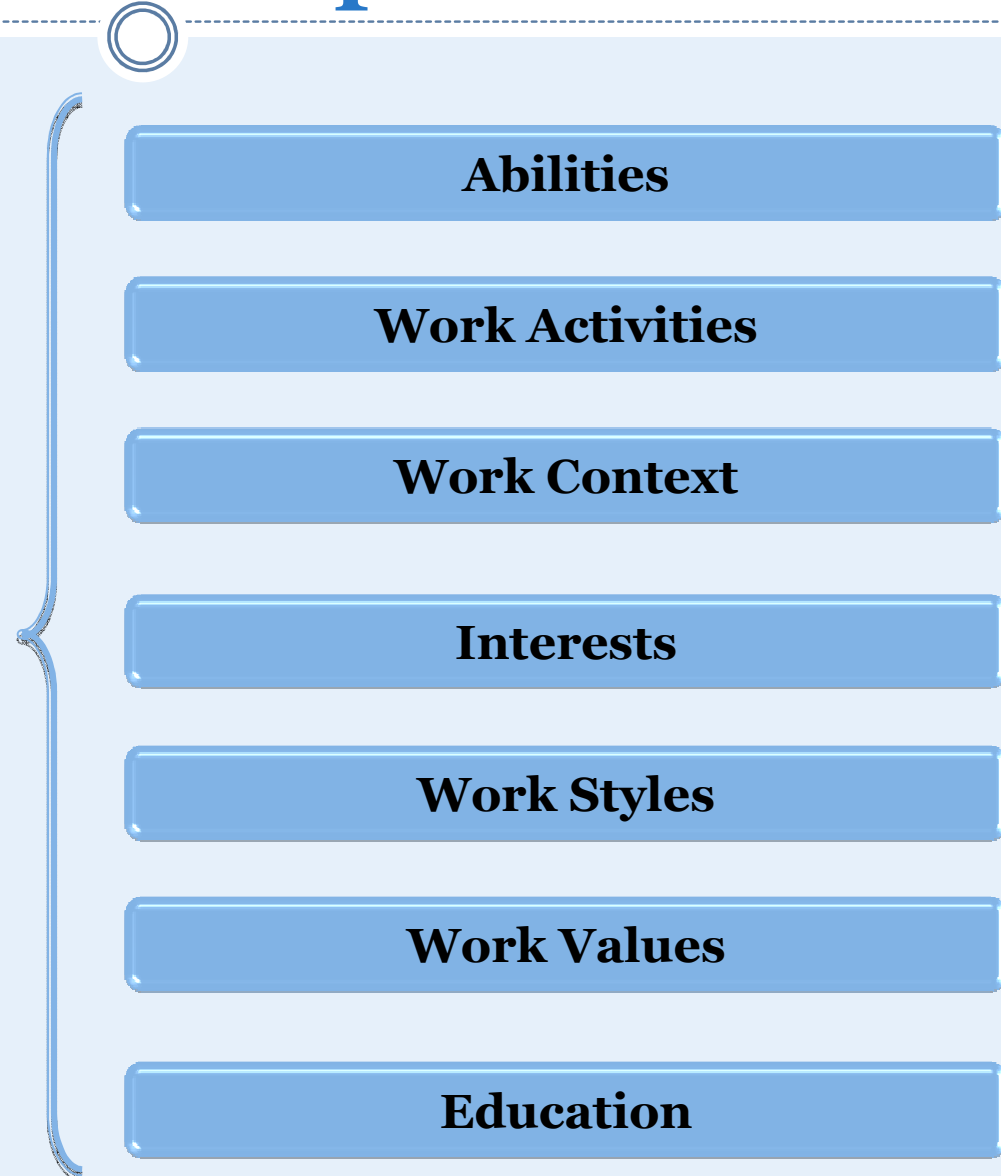 Abilities
Work Activities
Work Context
Interests
Work Styles
Work Values
Education